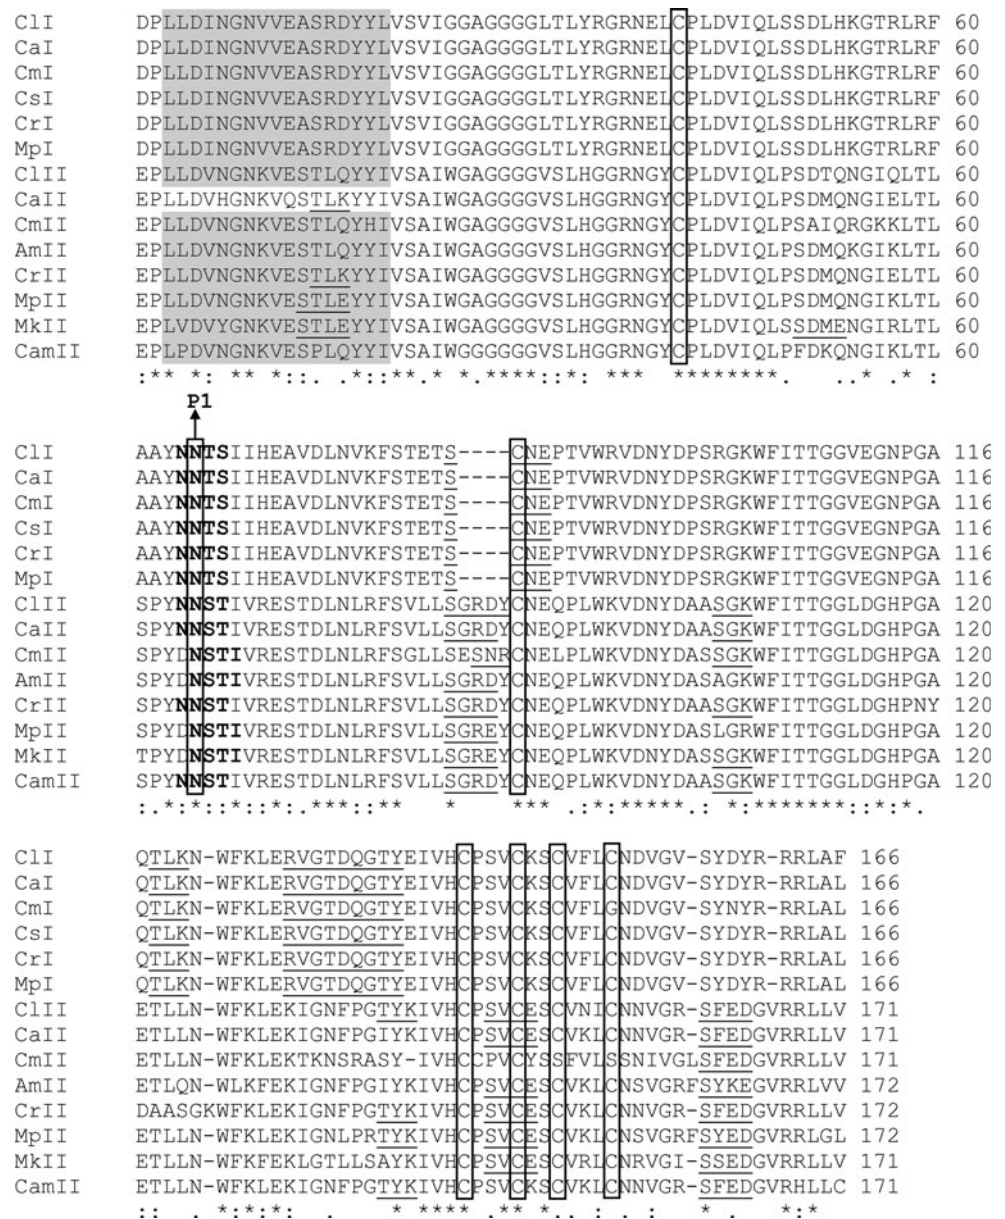 ClI DPLLDINGNVVEASRDYYLVSVIGGAGGGGLTLYRGRNELCPLDVIQLSSDLHKGTRLRF 60
CaI DPLLDINGNVVEASRDYYLVSVIGGAGGGGLTLYRGRNELCPLDVIQLSSDLHKGTRLRF 60
CmI DPLLDINGNVVEASRDYYLVSVIGGAGGGGLTLYRGRNELCPLDVIQLSSDLHKGTRLRF 60
CsI DPLLDINGNVVEASRDYYLVSVIGGAGGGGLTLYRGRNELCPLDVIQLSSDLHKGTRLRF 60
CrI DPLLDINGNVVEASRDYYLVSVIGGAGGGGLTLYRGRNELCPLDVIQLSSDLHKGTRLRF 60
MpI DPLLDINGNVVEASRDYYLVSVIGGAGGGGLTLYRGRNELCPLDVIQLSSDLHKGTRLRF 60
ClII EPLLDVNGNKVESTLQYYIVSAIWGAGGGGVSLHGGRNGYCPLDVIQLPSDTQNGIQLTL 60
CaII EPLLDVHGNKVQSTLKYYIVSAIWGAGGGGVSLHGGRNGYCPLDVIQLPSDMQNGIELTL 60
CmII EPLLDVNGNKVESTLQYHIVSAIWGAGGGGVSLHGGRNGYCPLDVIQLPSAIQRGKKLTL 60
AmII EPLLDVNGNKVESTLQYYIVSAIWGAGGGGVSLHGGRNGYCPLDVIQLPSDMQKGIKLTL 60
CrII EPLLDVNGNKVESTLKYYIVSAIWGAGGGGVSLHGGRNGYCPLDVIQLPSDMQNGIELTL 60
MpII EPLLDVNGNKVESTLEYYIVSAIWGAGGGGVSLHGGRNGYCPLDVIQLPSDMQNGIKLTL 60
MkII EPLVDVYGNKVESTLEYYIVSAIWGAGGGGVSLHGGRNGYCPLDVIQLSSDMENGIRLTL 60
CamII EPLPDVNGNKVESPLQYYIVSAIWGGGGGGVSLHGGRNGYCPLDVIQLPFDKQNGIKLTL 60
:** *: ** *:.: . *.:**.* *.****::*: *** ******** . ..* .* :
P1
ClI AAYNNTSIIHEAVDLNVKFSTETS----CNEPTVWRVDNYDPSRGKWFITTGGVEGNPGA 116
CaI AAYNNTSIIHEAVDLNVKFSTETS----CNEPTVWRVDNYDPSRGKWFITTGGVEGNPGA 116
CmI AAYNNTSIIHEAVDLNVKFSTETS----CNEPTVWRVDNYDPSRGKWFITTGGVEGNPGA 116
CsI AAYNNTSIIHEAVDLNVKFSTETS----CNEPTVWRVDNYDPSRGKWFITTGGVEGNPGA 116
CrI AAYNNTSIIHEAVDLNVKFSTETS----CNEPTVWRVDNYDPSRGKWFITTGGVEGNPGA 116
MpI AAYNNTSIIHEAVDLNVKFSTETS----CNEPTVWRVDNYDPSRGKWFITTGGVEGNPGA 116
ClII SPYNNSTIVRESTDLNLRFSVLLSGRDYCNEQPLWKVDNYDAASGKWFITTGGLDGHPGA 120
CaII SPYNNSTIVRESTDLNLRFSVLLSGRDYCNEQPLWKVDNYDAASGKWFITTGGLDGHPGA 120
CmII SPYDNSTIVRESTDLNLRFSGLLSESNRCNELPLWKVDNYDASSGKWFITTGGLDGHPGA 120
AmII SPYDNSTIVRESTDLNLRFSVLLSGRDYCNEQPLWKVDNYDASAGKWFITTGGLDGHPGA 120
CrII SPYDNSTIVRESTDLNLRFSVLLSGRDYCNEQPLWKVDNYDAASGKWFITTGGLDGHPNY 120
MpII SPYDNSTIVRESTDLNLRFSVLLSGREYCNEQPLWKVDNYDASLGRWFITTGGLDGHPGA 120
MkII TPYDNSTIVRESTDLNLRFSVLLSGREYCNEQPLWKVDNYDAASGKWFITTGGLDGHPGA 120
CamII SPYNNSTIVRESTDLNLRFSVLLSGRDYCNEQPLWKVDNYDAASGKWFITTGGLDGHPGA 120
:.*:*::*::*:.***::** * *** .:*:*****.: *:*******::*:*.
ClI QTLKN-WFKLERVGTDQGTYEIVHCPSVCKSCVFLCNDVGV-SYDYR-RRLAF 166
CaI QTLKN-WFKLERVGTDQGTYEIVHCPSVCKSCVFLCNDVGV-SYDYR-RRLAL 166
CmI QTLKN-WFKLERVGTDQGTYEIVHCPSVCKSCVFLGNDVGV-SYNYR-RRLAL 166
CsI QTLKN-WFKLERVGTDQGTYEIVHCPSVCKSCVFLCNDVGV-SYDYR-RRLAL 166
CrI QTLKN-WFKLERVGTDQGTYEIVHCPSVCKSCVFLCNDVGV-SYDYR-RRLAL 166
MpI QTLKN-WFKLERVGTDQGTYEIVHCPSVCKSCVFLCNDVGV-SYDYR-RRLAL 166
ClII ETLLN-WFKLEKIGNFPGTYKIVHCPSVCESCVNICNNVGR-SFEDGVRRLLV 171
CaII ETLLN-WFKLEKIGNFPGTYKIVHCPSVCESCVKLCNNVGR-SFEDGVRRLLV 171
CmII ETLLN-WFKLEKTKNSRASY-IVHCCPVCYSSFVLSSNIVGLSFEDGVRRLLV 171
AmII ETLQN-WLKFEKIGNFPGIYKIVHCPSVCESCVKLCNSVGRFSYKEGVRRLVV 172
CrII DAASGKWFKLEKIGNFPGTYKIVHCPSVCESCVKLCNNVGR-SFEDGVRRLLV 172
MpII ETLLN-WFKLEKIGNLPRTYKIVHCPSVCESCVKLCNSVGRFSYEDGVRRLGL 172
MkII ETLLN-WFKFEKLGTLLSAYKIVHCPSVCESCVRLCNRVGI-SSEDGVRRLLV 171
CamII ETLLN-WFKLEKIGNFPGTYKIVHCPSVCESCVKLCNNVGR-SFEDGVRHLLC 171
:: . *:*:*: . * **** .** *.. : . : * . *:*